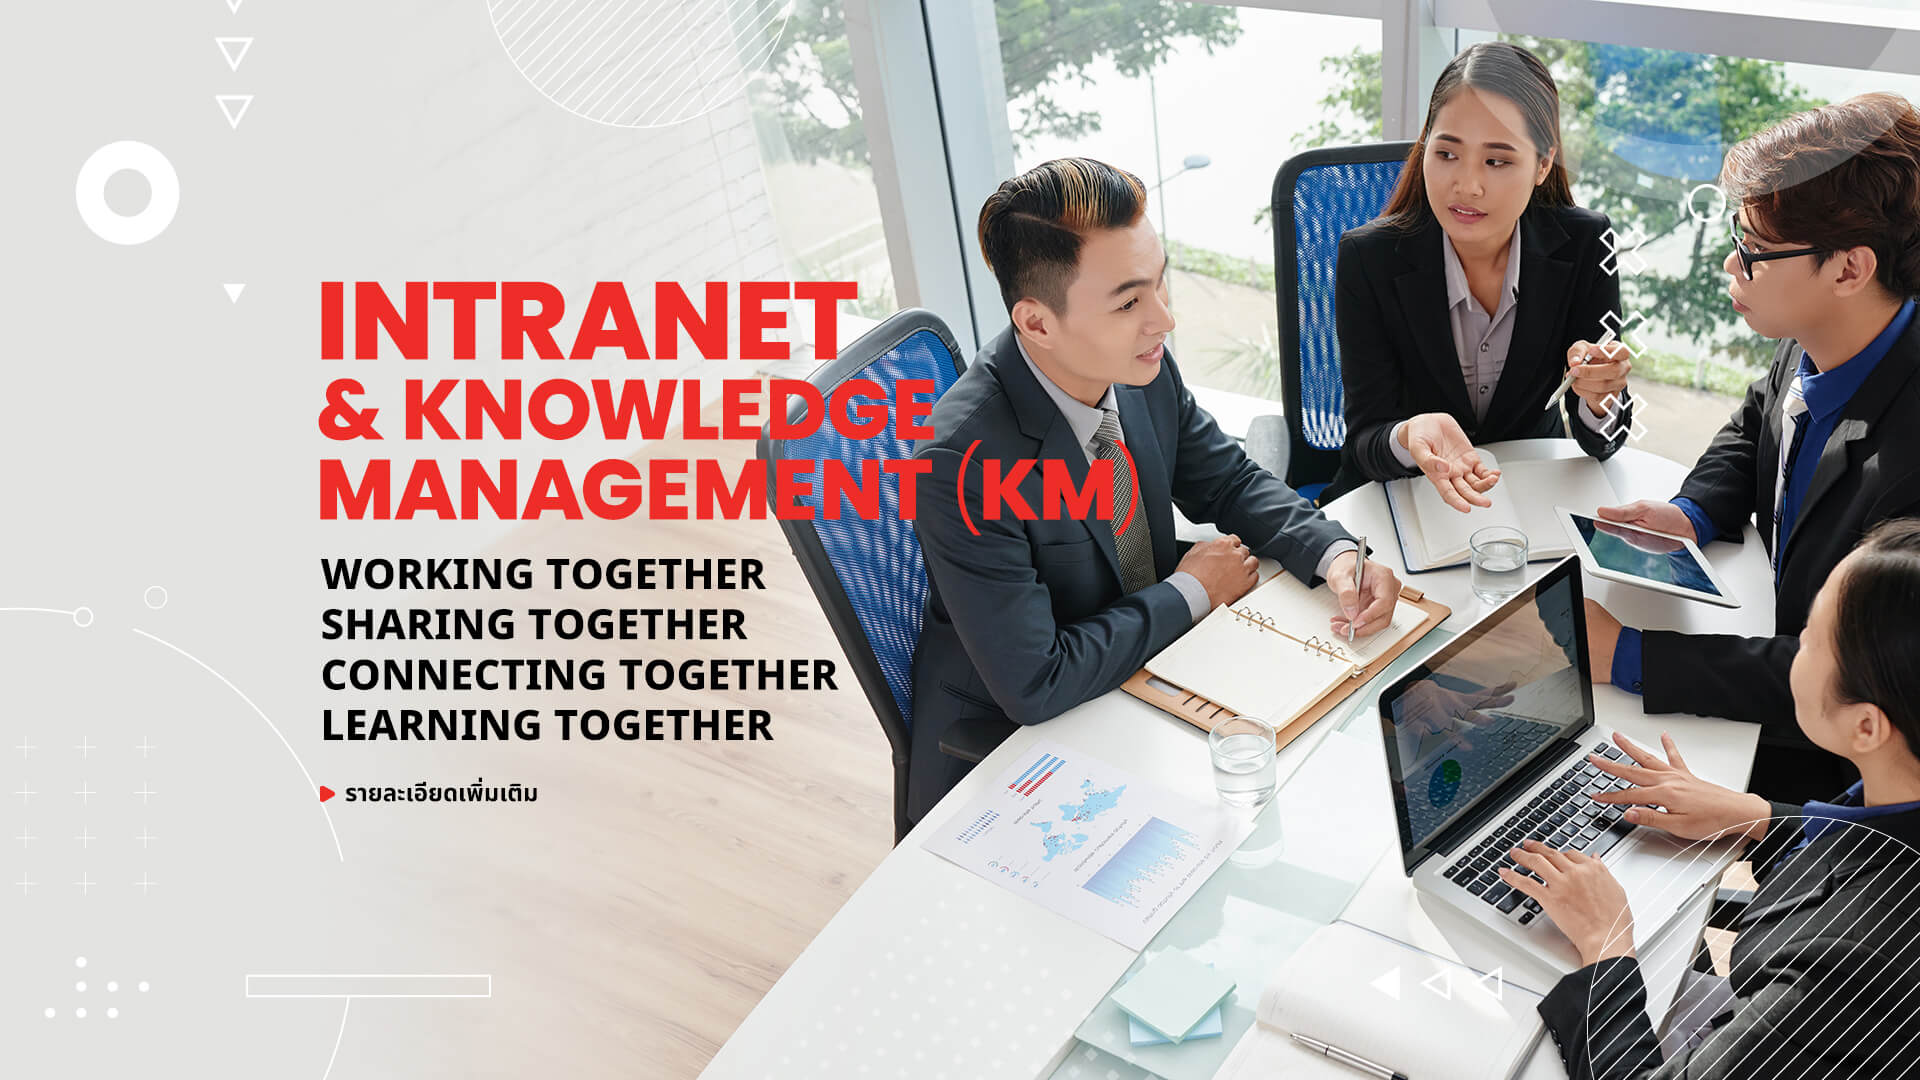 INTRANET
& KNOWLEDGE
MANAGEMENT (KM)
WORKING TOGETHER
SHARING TOGETHER
CONNECTING TOGETHER
LEARNING TOGETHER
รายละเอียดเพิ่มเติม